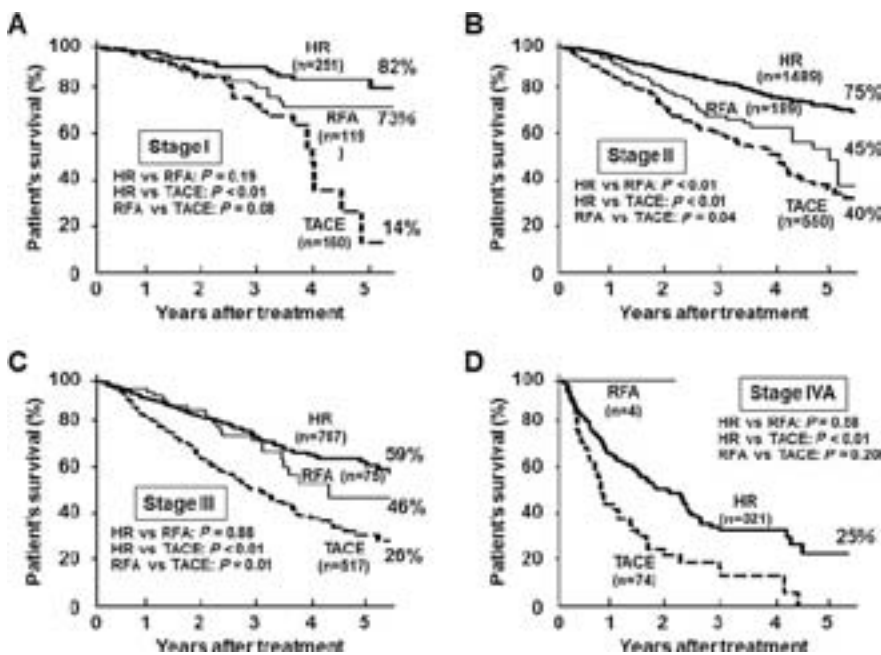 A
Patient's survival (%)
100
80
60
40
20
0
HR
(n=251)
82%
RFA
73%
Stage I
HR vs RFA: P = 0.19
HR vs TACE: P < 0.01
RFA vs TACE: P = 0.08
TACE
(n=160)
14%
0 1 2 3 4 5
Years after treatment
B
Patient's survival (%)
100
80
60
40
20
0
HR
(n=1489)
75%
RFA
(n=189)
45%
Stage II
HR vs RFA: P < 0.01
HR vs TACE: P < 0.01
RFA vs TACE: P = 0.04
TACE
(n=550)
40%
0 1 2 3 4 5
Years after treatment
C
Patient's survival (%)
100
80
60
40
20
0
HR
(n=767)
59%
RFA (n=75)
46%
Stage III
HR vs RFA: P = 0.86
HR vs TACE: P < 0.01
RFA vs TACE: P < 0.01
TACE
(n=517)
26%
0 1 2 3 4 5
Years after treatment
D
Patient's survival (%)
100
80
60
40
20
0
RFA
(n=4)
Stage IVA
HR vs RFA: P = 0.58
HR vs TACE: P < 0.01
RFA vs TACE: P = 0.20
HR
(n=321)
25%
TACE
(n=74)
0 1 2 3 4 5
Years after treatment